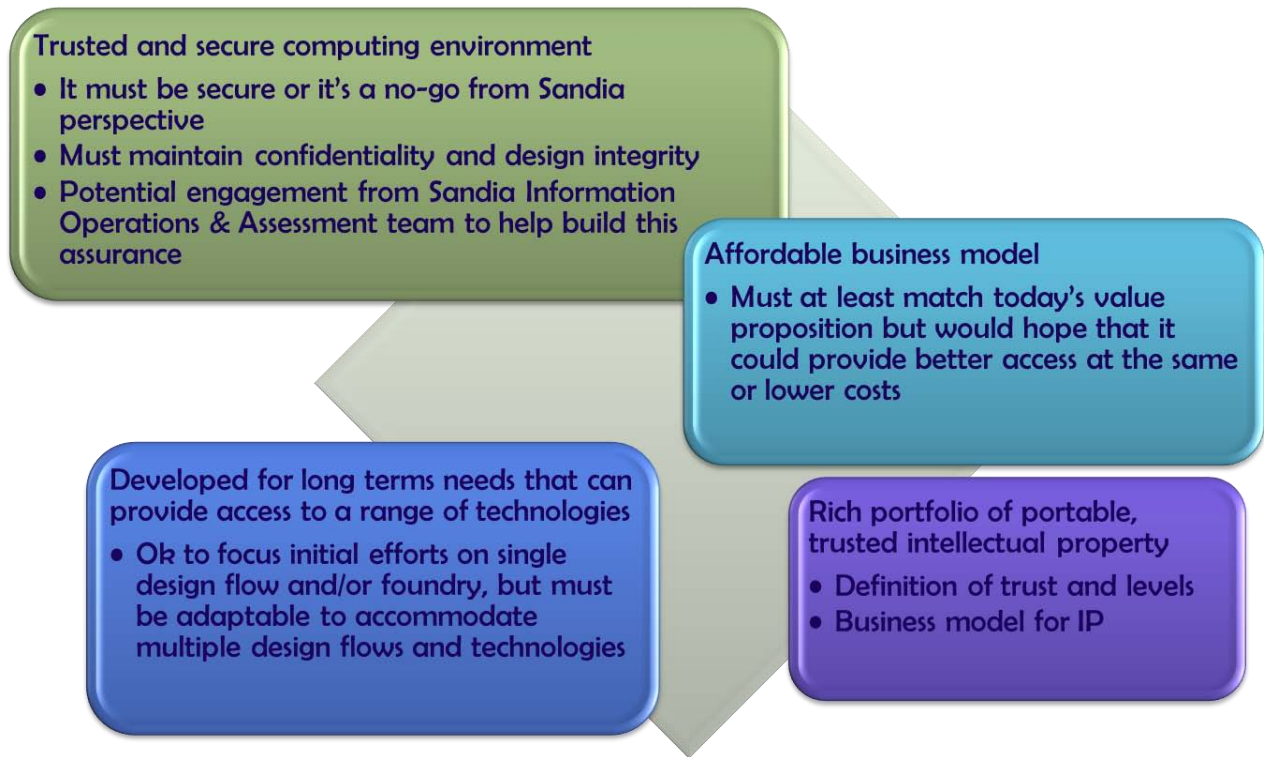 Trusted and secure computing environment
• It must be secure or it's a no-go from Sandia
perspective
• Must maintain confidentiality and design integrity
• Potential engagement from Sandia Information
Operations & Assessment team to help build this
assurance
Affordable business model
• Must at least match today's value
proposition but would hope that it
could provide better access at the same
or lower costs
Developed for long terms needs that can
provide access to a range of technologies
• Ok to focus initial efforts on single
design flow and/or foundry, but must
be adaptable to accommodate
multiple design flows and technologies
Rich portfolio of portable,
trusted intellectual property
• Definition of trust and levels
• Business model for IP